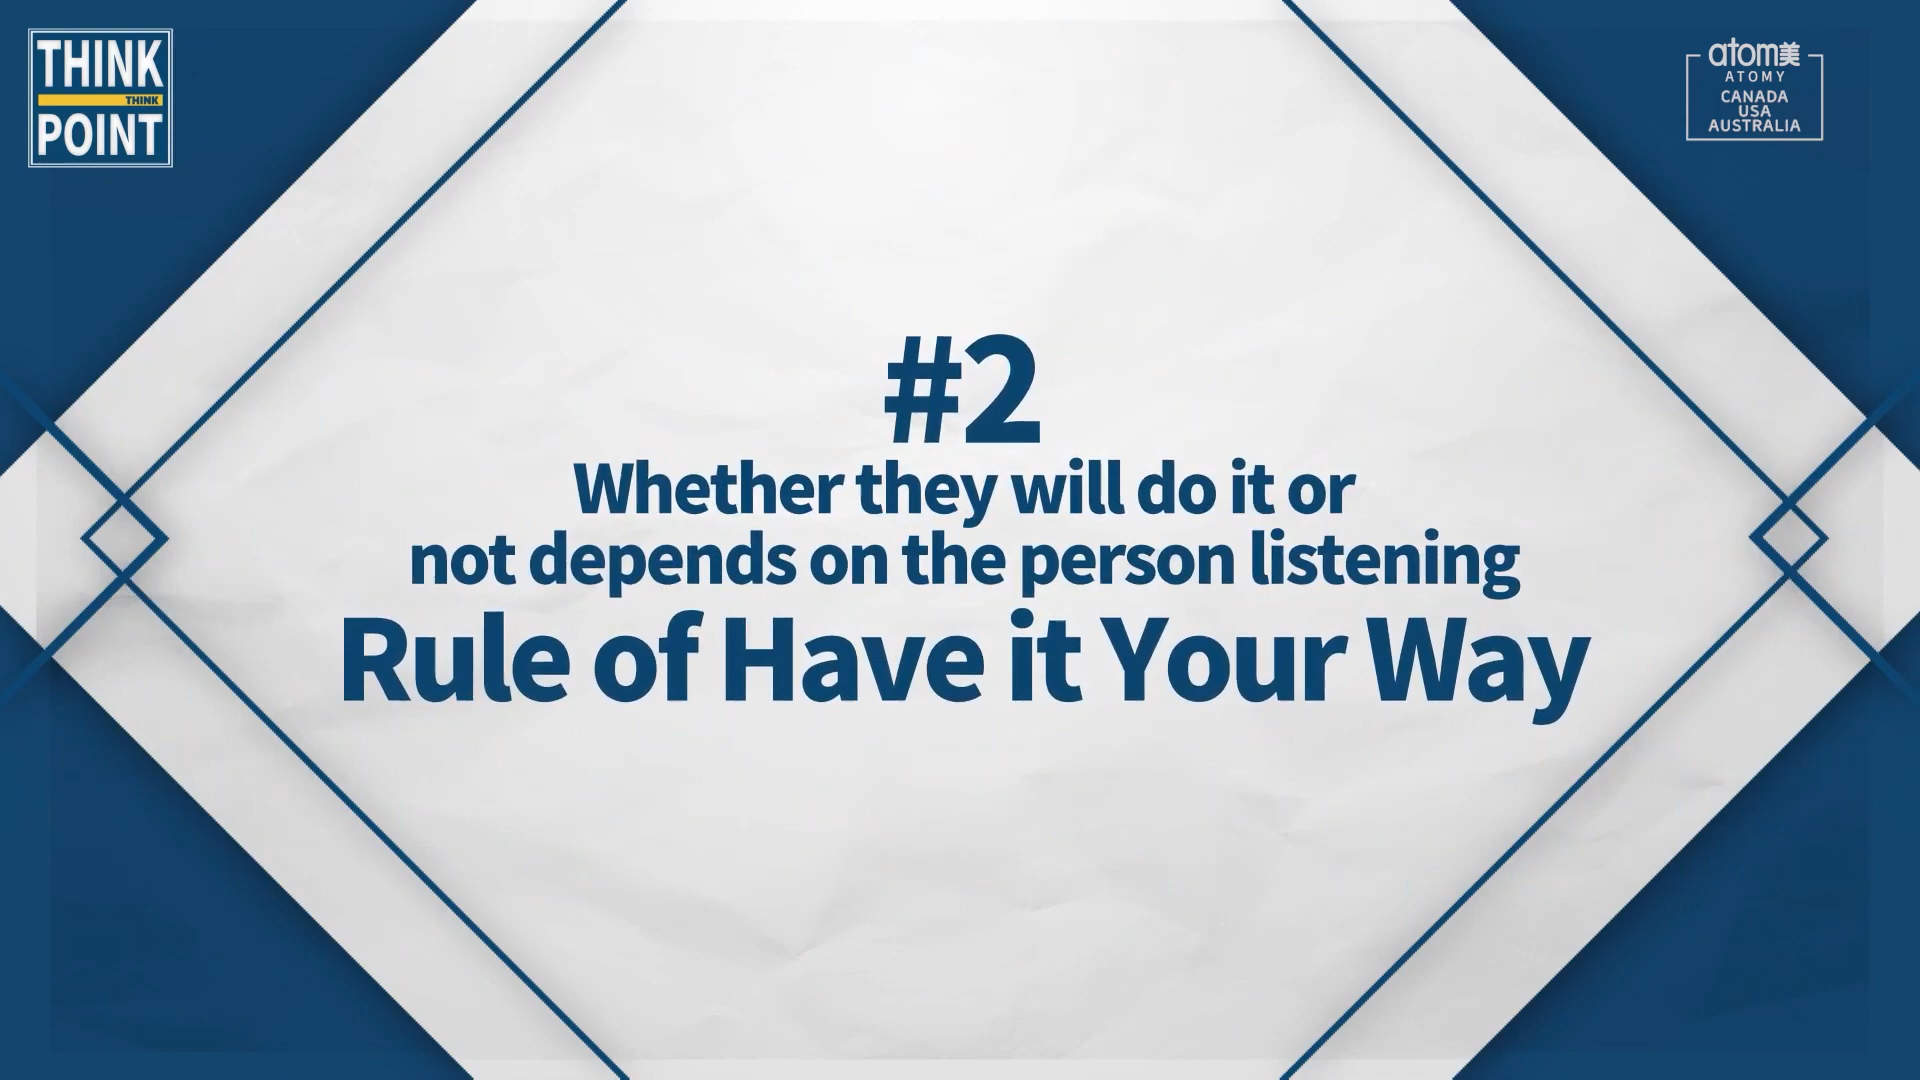 THINK
THINK
POINT
atom美
ATOMY
CANADA
USA
AUSTRALIA
#2
Whether they will do it or
not depends on the person listening
Rule of Have it Your Way